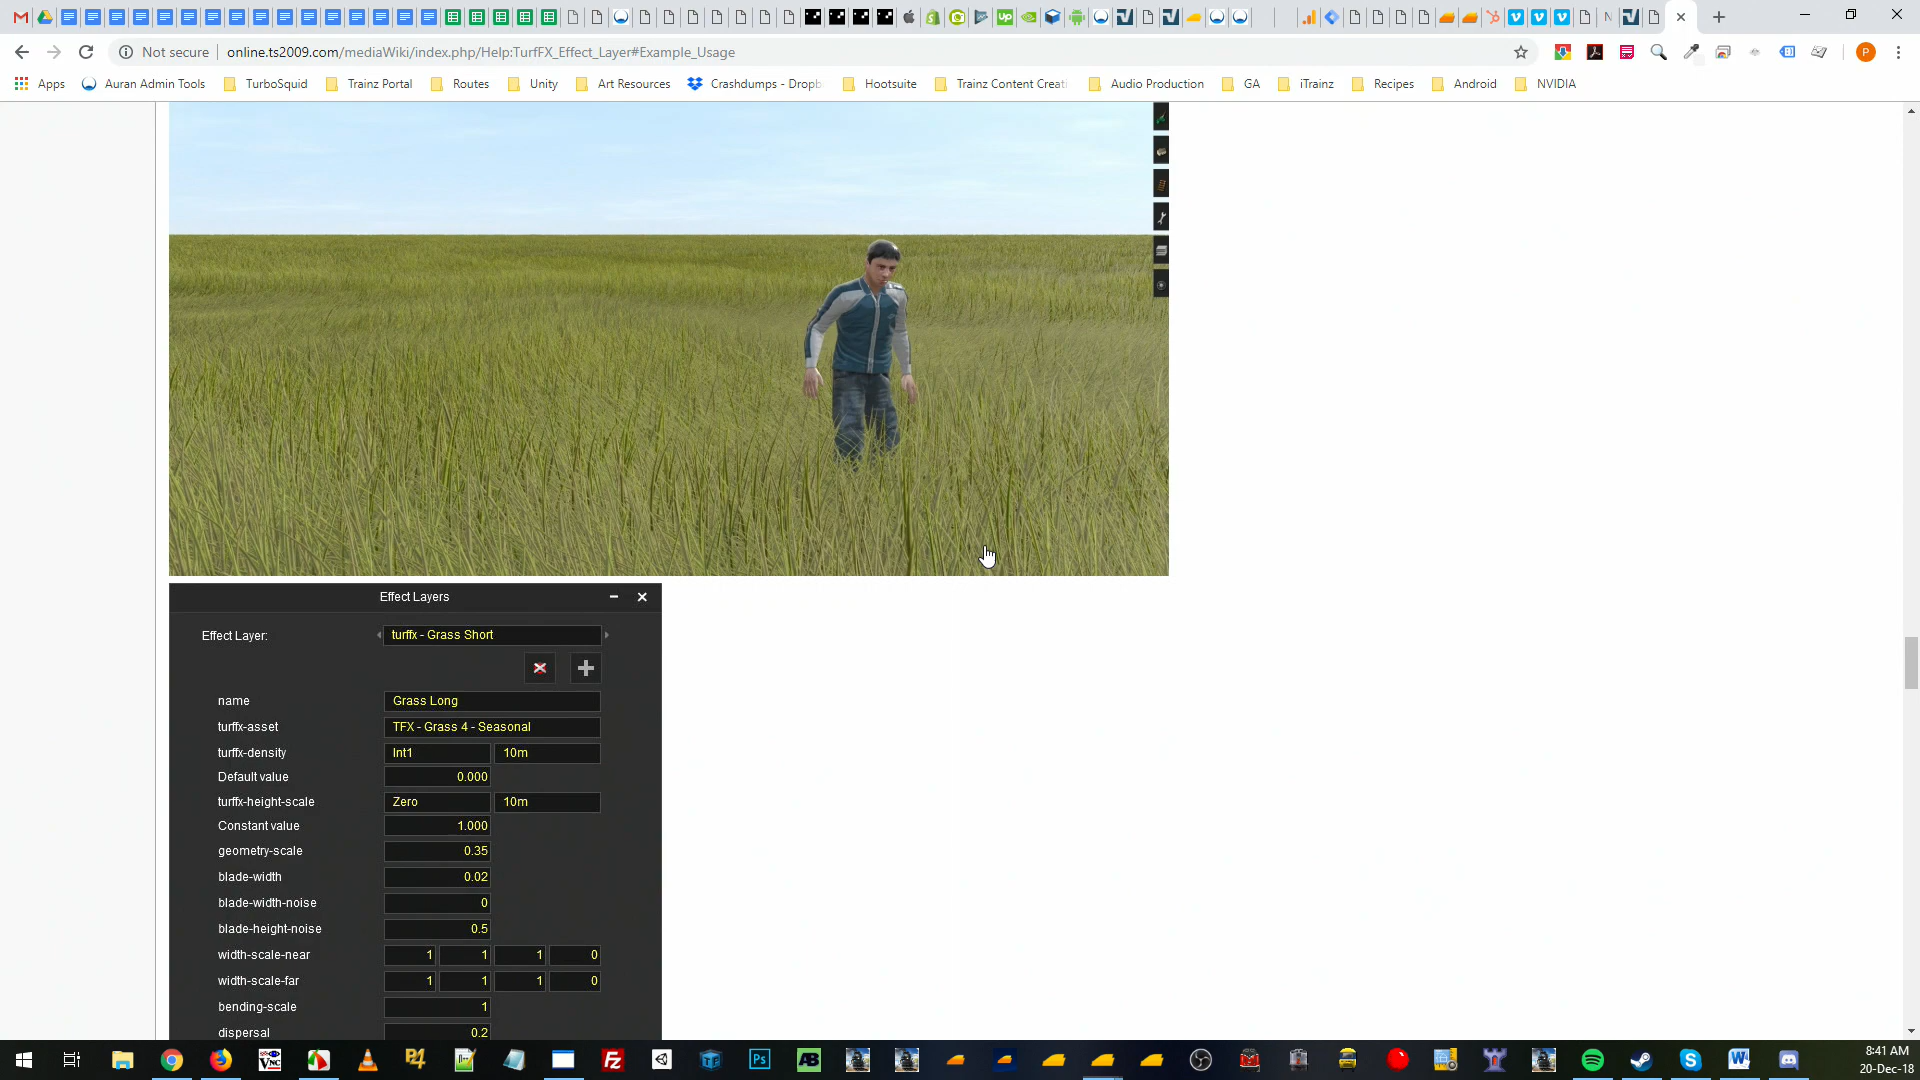 Not secure online.ts2009.com/mediaWiki/index.php/Help:TurfFX_Effect_Layer#Example_Usage P
Apps Auran Admin Tools TurboSquid Trainz Portal Routes Unity Art Resources Crashdumps - Dropb Hootsuite Trainz Content Creati Audio Production GA iTrainz Recipes Android NVIDIA
Effect Layers
Effect Layer: turffx - Grass Short
name Grass Long
turffx-asset TFX - Grass 4 - Seasonal
turffx-density Int1 10m
Default value 0.000
turffx-height-scale Zero 10m
Constant value 1.000
geometry-scale 0.35
blade-width 0.02
blade-width-noise 0
blade-height-noise 0.5
width-scale-near 1 1 1 0
width-scale-far 1 1 1 0
bending-scale 1
dispersal 0.2
8:41 AM
20-Dec-18